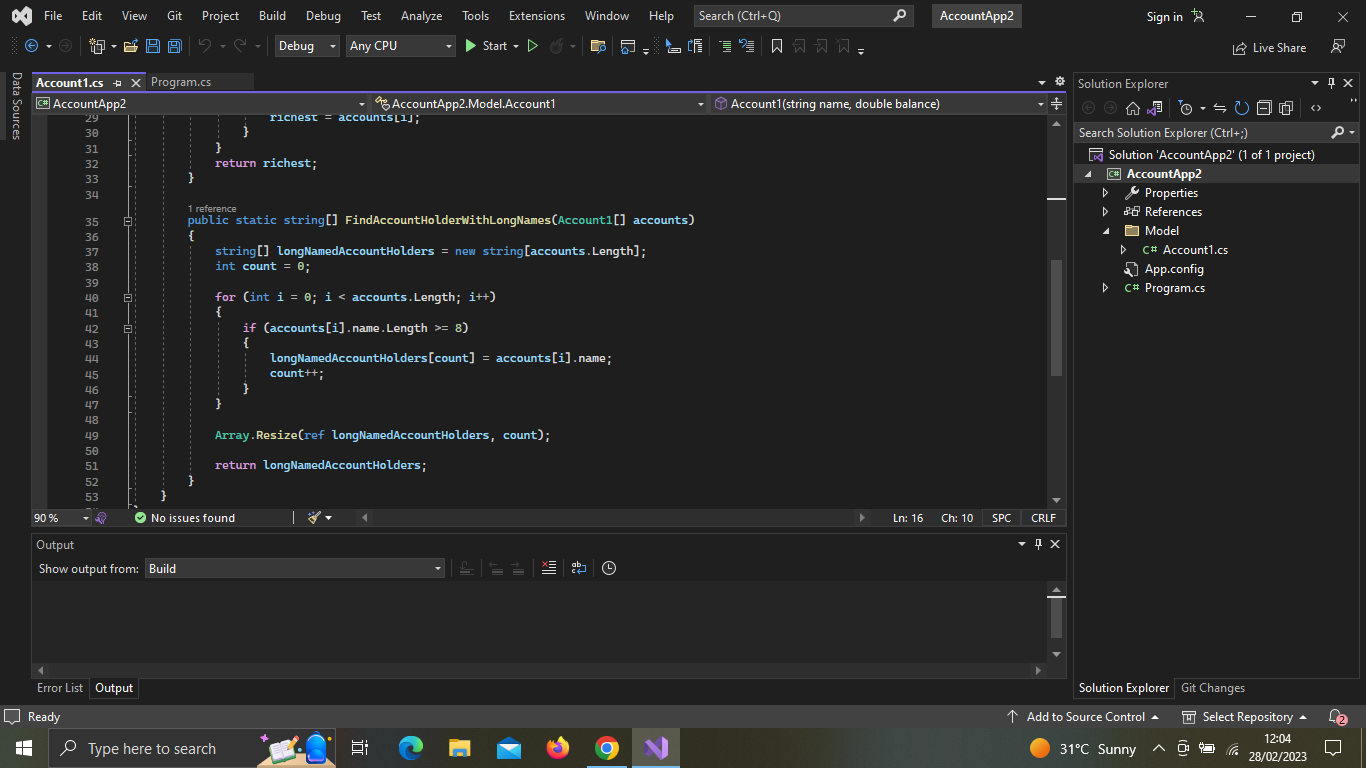 File Edit View Git Project Build Debug Test Analyze Tools Extensions Window Help Search (Ctrl+Q) AccountApp2 Sign in
Debug Any CPU Start Live Share
Data Sources
Account1.cs Program.cs
AccountApp2 AccountApp2.Model.Account1 Account1(string name, double balance)
29 richest = accounts[i];
30 }
31 }
32 return richest;
33 }
34
1 reference
35 public static string[] FindAccountHolderWithLongNames(Account1[] accounts)
36 {
37 string[] longNamedAccountHolders = new string[accounts.Length];
38 int count = 0;
39
40 for (int i = 0; i < accounts.Length; i++)
41 {
42 if (accounts[i].name.Length >= 8)
43 {
44 longNamedAccountHolders[count] = accounts[i].name;
45 count++;
46 }
47 }
48
49 Array.Resize(ref longNamedAccountHolders, count);
50
51 return longNamedAccountHolders;
52 }
53 }
90 % No issues found Ln: 16 Ch: 10 SPC CRLF
Output
Show output from: Build
Error List Output
Solution Explorer
Search Solution Explorer (Ctrl+;)
Solution 'AccountApp2' (1 of 1 project)
C# AccountApp2
Properties
References
Model
C# Account1.cs
App.config
C# Program.cs
Solution Explorer Git Changes
Ready Add to Source Control Select Repository 2
Type here to search 31°C Sunny 12:04
28/02/2023